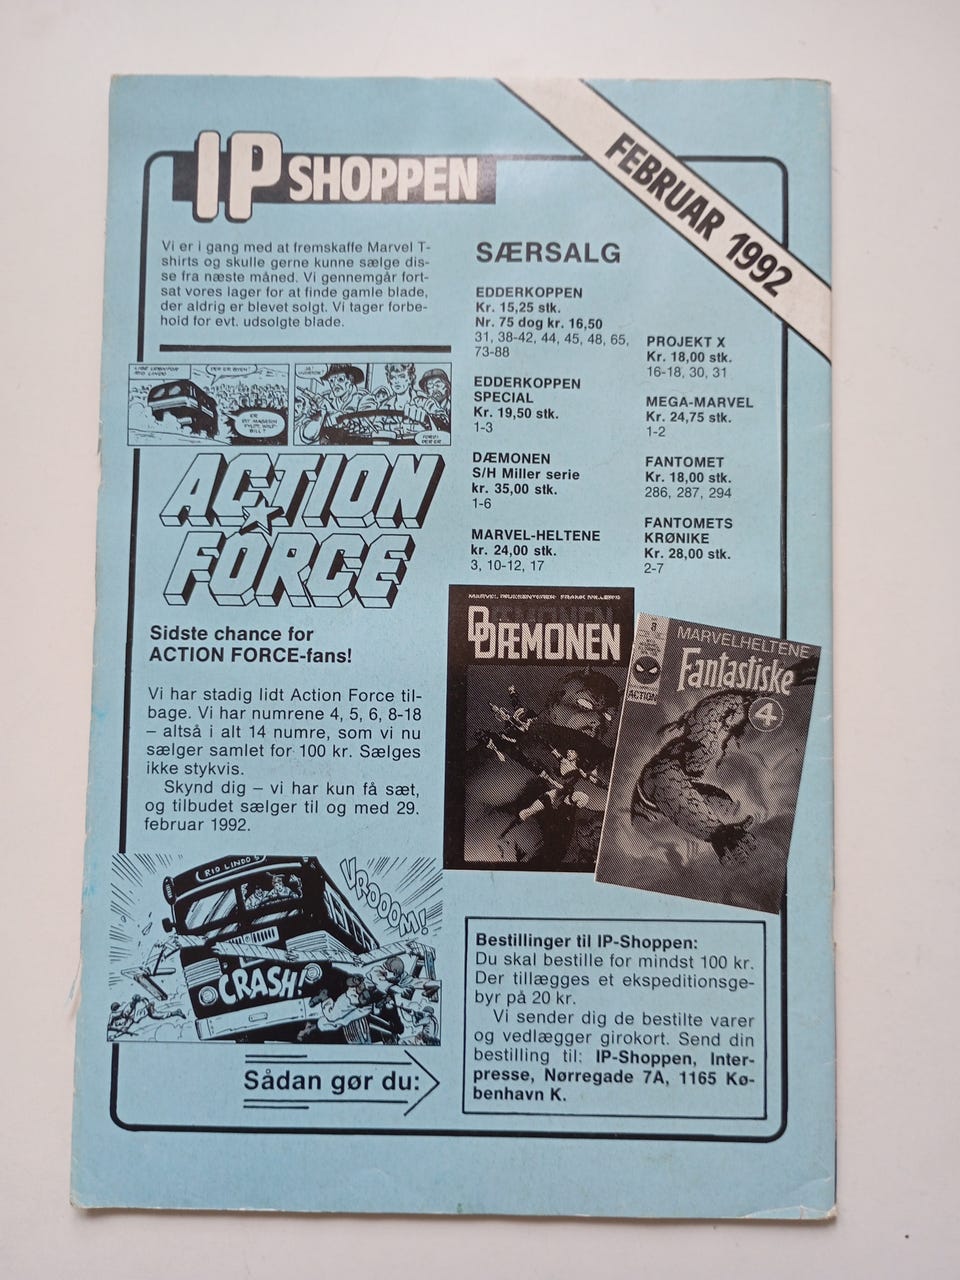 FEBRUAR 1992
IP SHOPPEN
Vi er i gang med at fremskaffe Marvel T-
shirts og skulle gerne kunne sælge dis-
se fra næste måned. Vi gennemgår fort-
sat vores lager for at finde gamle blade,
der aldrig er blevet solgt. Vi tager forbe-
hold for evt. udsolgte blade.
ACTION
FORCE
Sidste chance for
ACTION FORCE-fans!
Vi har stadig lidt Action Force til-
bage. Vi har numrene 4, 5, 6, 8-18
– altså i alt 14 numre, som vi nu
sælger samlet for 100 kr. Sælges
ikke stykvis.
Skynd dig – vi har kun få sæt,
og tilbudet sælger til og med 29.
februar 1992.
RIO LINDO'S
VROOOM!
CRASH!
Sådan gør du:
SÆRSALG
EDDERKOPPEN
Kr. 15,25 stk.
Nr. 75 dog kr. 16,50
31, 38-42, 44, 45, 48, 65,
73-88
EDDERKOPPEN
SPECIAL
Kr. 19,50 stk.
1-3
DÆMONEN
S/H Miller serie
kr. 35,00 stk.
1-6
MARVEL-HELTENE
kr. 24,00 stk.
3, 10-12, 17
PROJEKT X
Kr. 18,00 stk.
16-18, 30, 31
MEGA-MARVEL
Kr. 24,75 stk.
1-2
FANTOMET
Kr. 18,00 stk.
286, 287, 294
FANTOMETS
KRØNIKE
Kr. 28,00 stk.
2-7
MARVEL PRÆSENTERER: FRANK MILLERS
DÆMONEN
3
MARVELHELTENE
Fantastiske
4
ACTION
Bestillinger til IP-Shoppen:
Du skal bestille for mindst 100 kr.
Der tillægges et ekspeditionsge-
byr på 20 kr.
Vi sender dig de bestilte varer
og vedlægger girokort. Send din
bestilling til: IP-Shoppen, Inter-
presse, Nørregade 7A, 1165 Kø-
benhavn K.